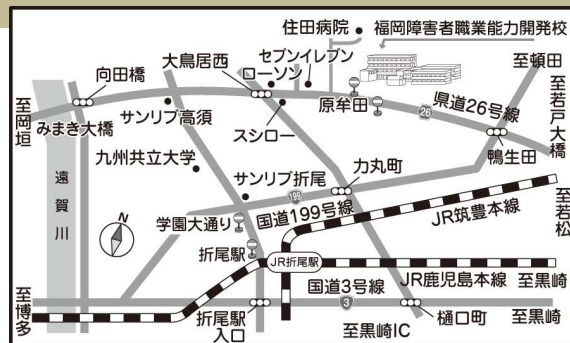 住田病院
福岡障害者職業能力開発校
セブンイレブン
大鳥居西
ローソン
至頓田
向田橋
至岡垣
みまき大橋
サンリブ高須
スシロー
原牟田
県道26号線
26
至若戸大橋
九州共立大学
サンリブ折尾
力丸町
鴨生田
遠賀川
199
国道199号線
JR筑豊本線
至若松
学園大通り
N
折尾駅
JR折尾駅
JR鹿児島本線
至黒崎
至博多
国道3号線
3
折尾駅入口
至黒崎IC
樋口町
至黒崎